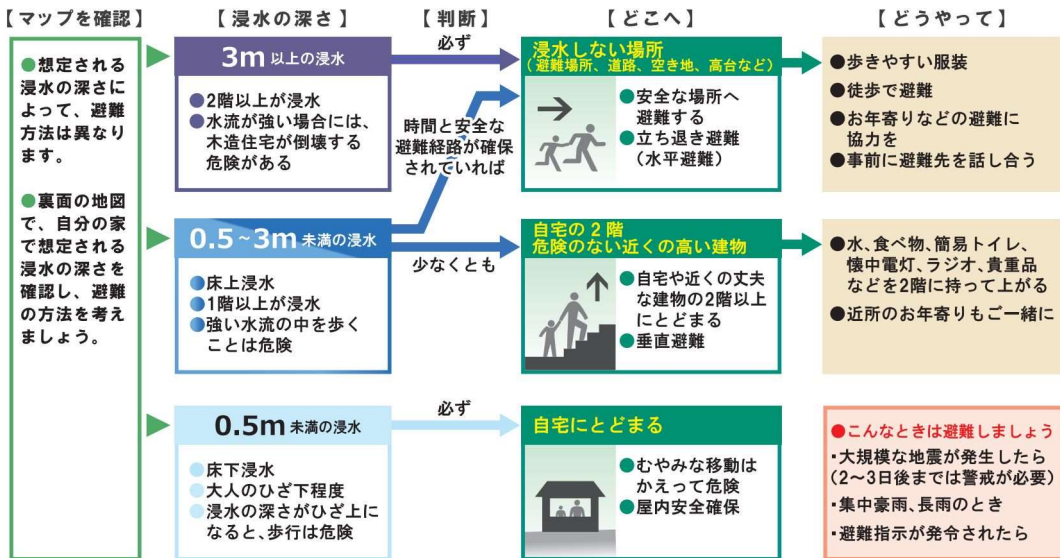 【マップを確認】
【浸水の深さ】
【判断】
【どこへ】
【どうやって】
●想定される
浸水の深さに
よって、避難
方法は異なり
ます。
●裏面の地図
で、自分の家
で想定される
浸水の深さを
確認し、避難
の方法を考え
ましょう。
3m 以上の浸水
●2階以上が浸水
●水流が強い場合には、
木造住宅が倒壊する
危険がある
必ず
時間と安全な
避難経路が確保
されていれば
浸水しない場所
(避難場所、道路、空き地、高台など)
●安全な場所へ
避難する
●立ち退き避難
(水平避難)
●歩きやすい服装
●徒歩で避難
●お年寄りなどの避難に
協力を
●事前に避難先を話し合う
0.5~3m 未満の浸水
●床上浸水
●1階以上が浸水
●強い水流の中を歩く
ことは危険
少なくとも
自宅の2階
危険のない近くの高い建物
●自宅や近くの丈夫
な建物の2階以上
にとどまる
●垂直避難
●水、食べ物、簡易トイレ、
懐中電灯、ラジオ、貴重品
などを2階に持って上がる
●近所のお年寄りもご一緒に
0.5m 未満の浸水
●床下浸水
●大人のひざ下程度
●浸水の深さがひざ上に
なると、歩行は危険
必ず
自宅にとどまる
●むやみな移動は
かえって危険
●屋内安全確保
●こんなときは避難しましょう
・大規模な地震が発生したら
(2〜3日後までは警戒が必要)
・集中豪雨、長雨のとき
・避難指示が発令されたら